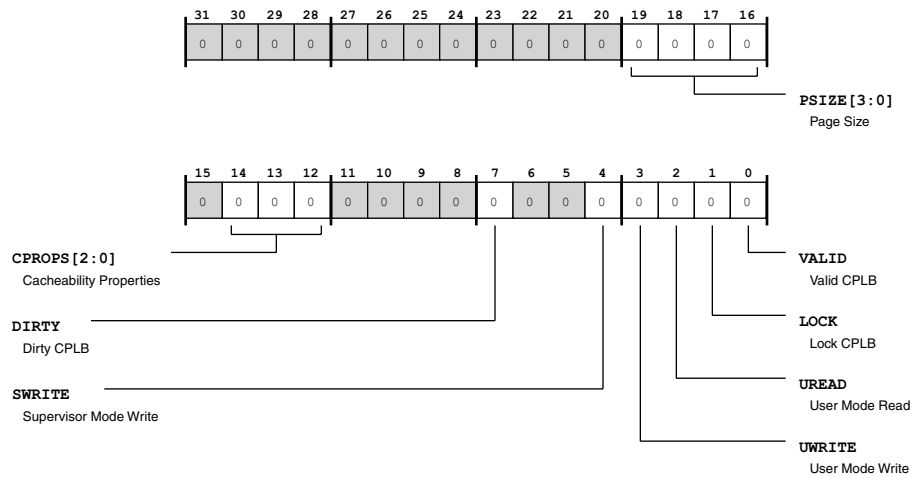 31 30 29 28 27 26 25 24 23 22 21 20 19 18 17 16
0 0 0 0 0 0 0 0 0 0 0 0 0 0 0 0
PSIZE[3:0]
Page Size
15 14 13 12 11 10 9 8 7 6 5 4 3 2 1 0
0 0 0 0 0 0 0 0 0 0 0 0 0 0 0 0
CPROPS[2:0]
Cacheability Properties
VALID
Valid CPLB
DIRTY
Dirty CPLB
LOCK
Lock CPLB
SWRITE
Supervisor Mode Write
UREAD
User Mode Read
UWRITE
User Mode Write